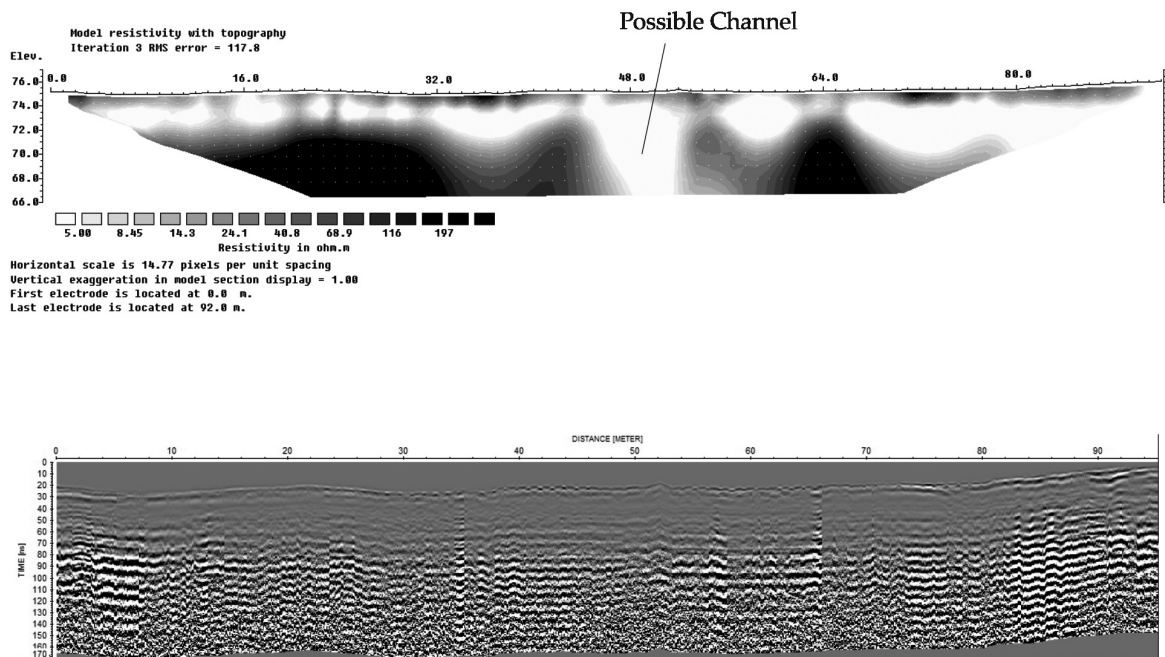 Possible Channel
Model resistivity with topography
Iteration 3 RMS error = 117.8
Elev.
0.0 16.0 32.0 48.0 64.0 80.0
76.0
74.0
72.0
70.0
68.0
66.0
5.00 8.45 14.3 24.1 40.8 68.9 116 197
Resistivity in ohm.m
Horizontal scale is 14.77 pixels per unit spacing
Vertical exaggeration in model section display = 1.00
First electrode is located at 0.0 m.
Last electrode is located at 92.0 m.
DISTANCE [METER]
0 10 20 30 40 50 60 70 80 90
TIME [ns]
0
10
20
30
40
50
60
70
80
90
100
110
120
130
140
150
160
170